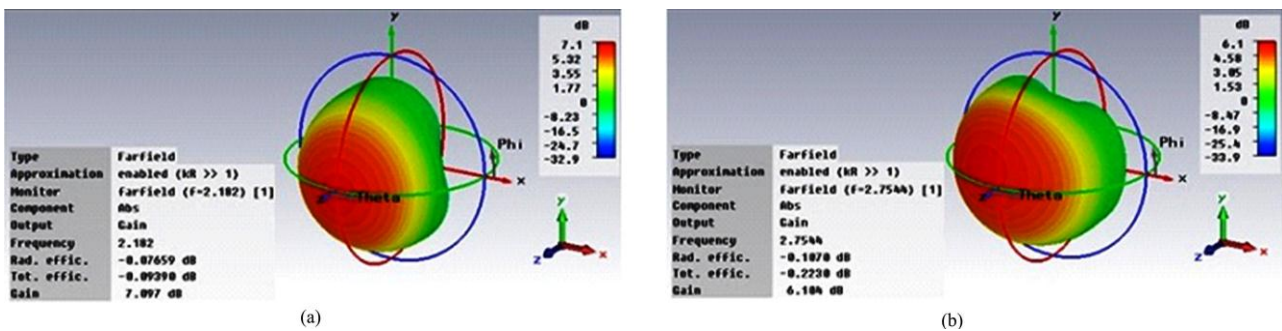 y
Phi
x
z
Theta
y
z
x
dB
7.1
5.32
3.55
1.77
0
-8.23
-16.5
-24.7
-32.9
Type Farfield
Approximation enabled (kR >> 1)
Monitor farfield (f=2.182) [1]
Component Abs
Output Gain
Frequency 2.182
Rad. effic. -0.07659 dB
Tot. effic. -0.09390 dB
Gain 7.097 dB
(a)
y
Phi
x
z
Theta
y
z
x
dB
6.1
4.58
3.05
1.53
0
-8.47
-16.9
-25.4
-33.9
Type Farfield
Approximation enabled (kR >> 1)
Monitor farfield (f=2.7544) [1]
Component Abs
Output Gain
Frequency 2.7544
Rad. effic. -0.1070 dB
Tot. effic. -0.2230 dB
Gain 6.104 dB
(b)